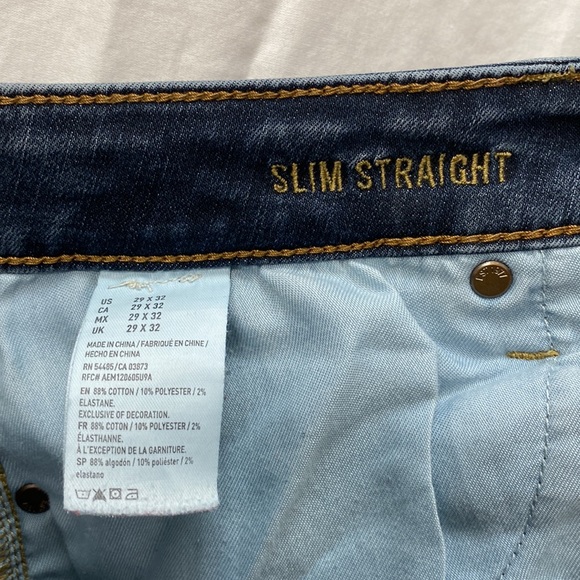 SLIM STRAIGHT
US 29 X 32
CA 29 X 32
MX 29 X 32
UK 29 X 32
MADE IN CHINA / FABRIQUÉ EN CHINE /
HECHO EN CHINA
RN 54485/CA 03873
RFC# AEM120605U9A
EN 88% COTTON / 10% POLYESTER / 2%
ELASTANE.
EXCLUSIVE OF DECORATION.
FR 88% COTON / 10% POLYESTER / 2%
ÉLASTHANNE.
À L'EXCEPTION DE LA GARNITURE.
SP 88% algodón / 10% poliéster / 2%
elastano